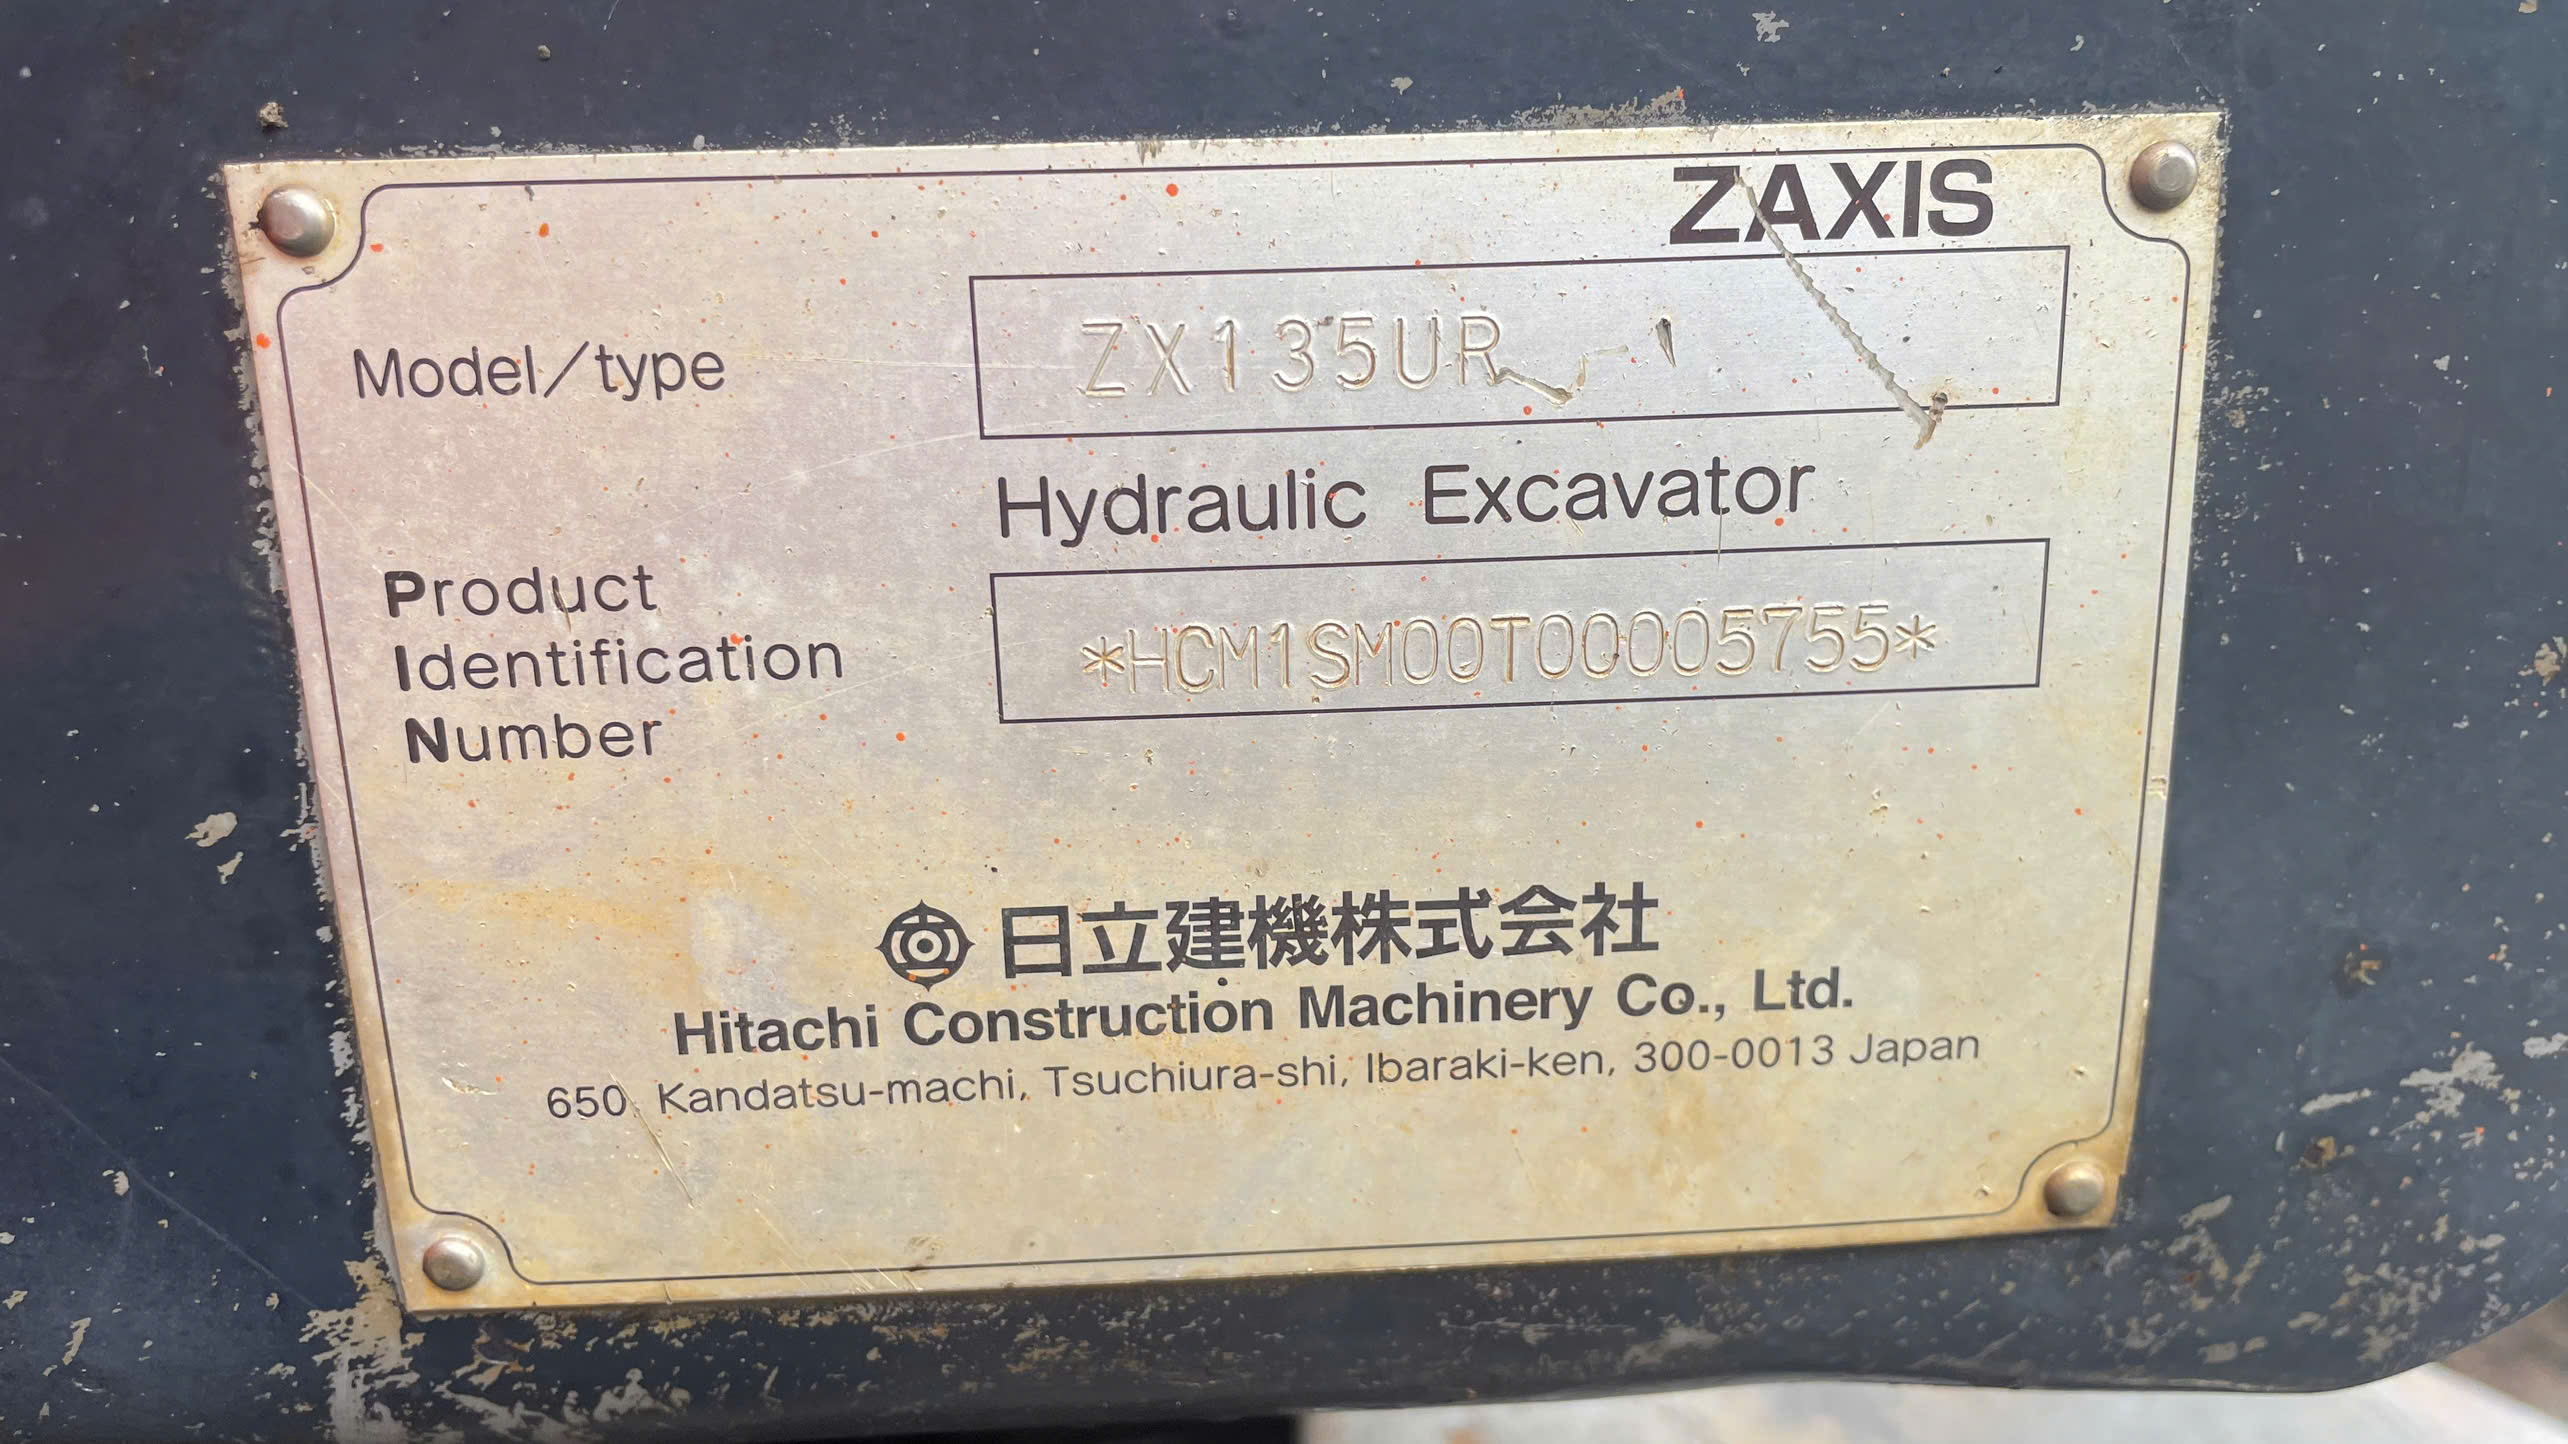 ZAXIS
Model/type ZX135UR
Hydraulic Excavator
Product
Identification *HCM1SM00T00005755*
Number
日立建機株式会社
Hitachi Construction Machinery Co., Ltd.
650, Kandatsu-machi, Tsuchiura-shi, Ibaraki-ken, 300-0013 Japan